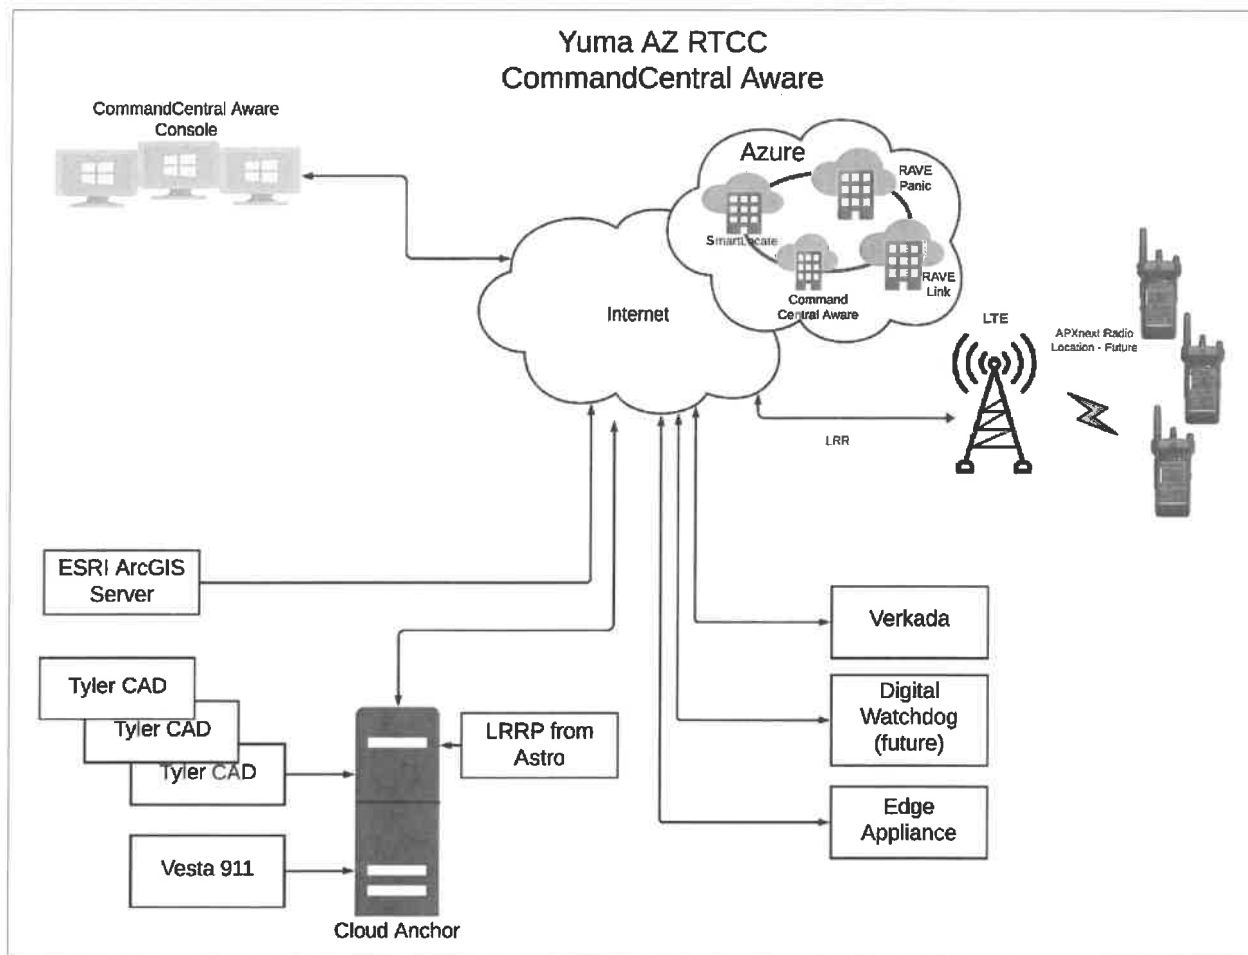 Yuma AZ RTCC
CommandCentral Aware
CommandCentral Aware
Console
Azure
RAVE
Panic
SmartLocate
RAVE
Link
Command
Central Aware
Internet
LTE
APXnext Radio
Location - Future
LRR
ESRI ArcGIS
Server
Verkada
Tyler CAD
Tyler CAD
Tyler CAD
LRRP from
Astro
Digital
Watchdog
(future)
Edge
Appliance
Vesta 911
Cloud Anchor